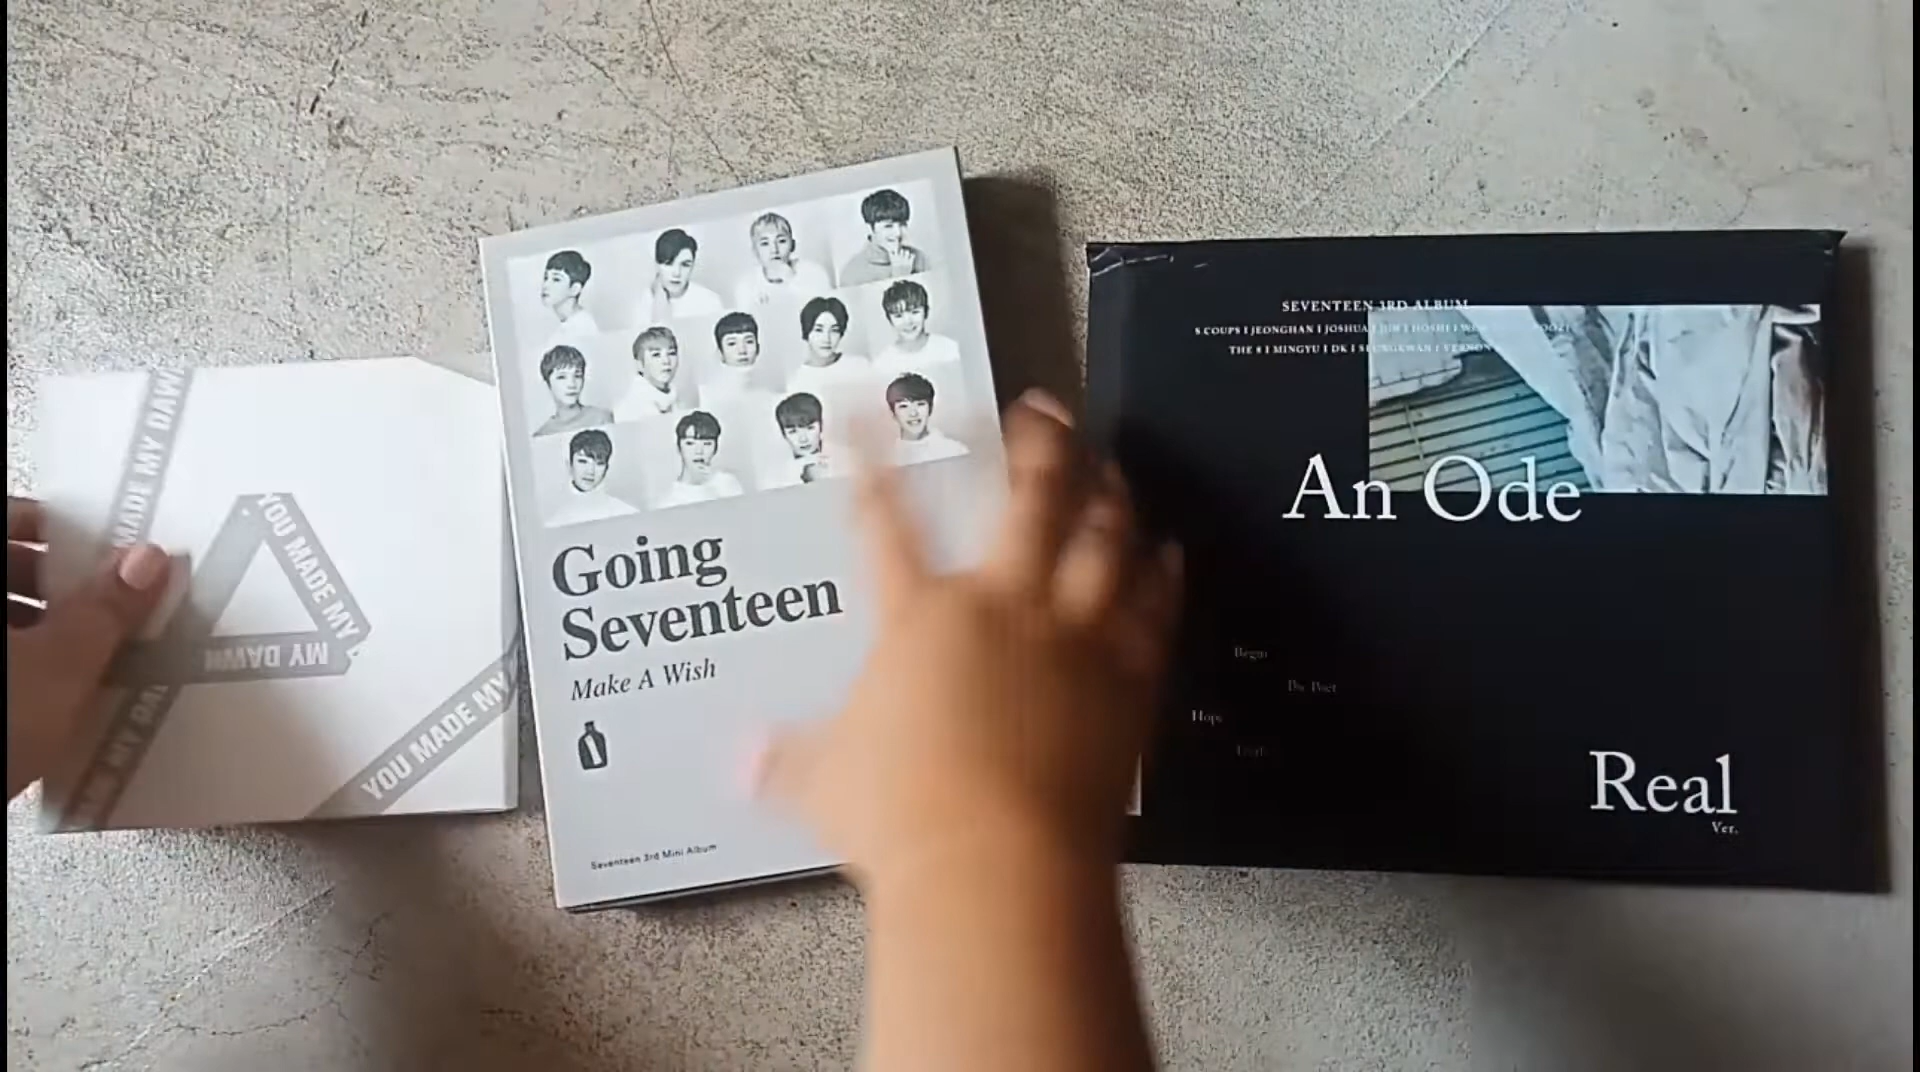 MADE MY DAWN
YOU MADE MY
MY DAWN
YOU MADE MY
Going
Seventeen
Make A Wish
Seventeen 3rd Mini Album
SEVENTEEN 3RD ALBUM
S COUPS I JEONGHAN I JOSHUA I JUN I HOSHI I
THE 8 I MINGYU I DK I SEUNGKWAN I VERNON
An Ode
Begin
Hope
Real
Ver.